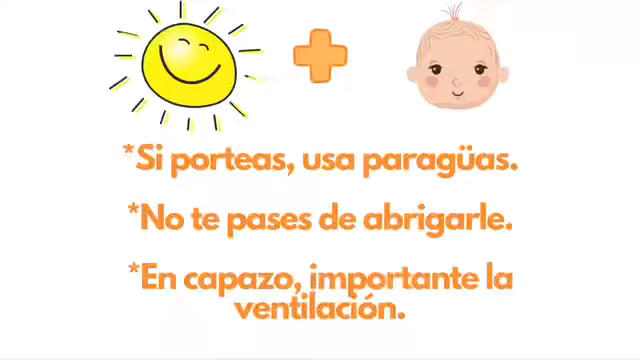 *Si porteas, usa paragüas.
*No te pases de abrigarle.
*En capazo, importante la
ventilación.